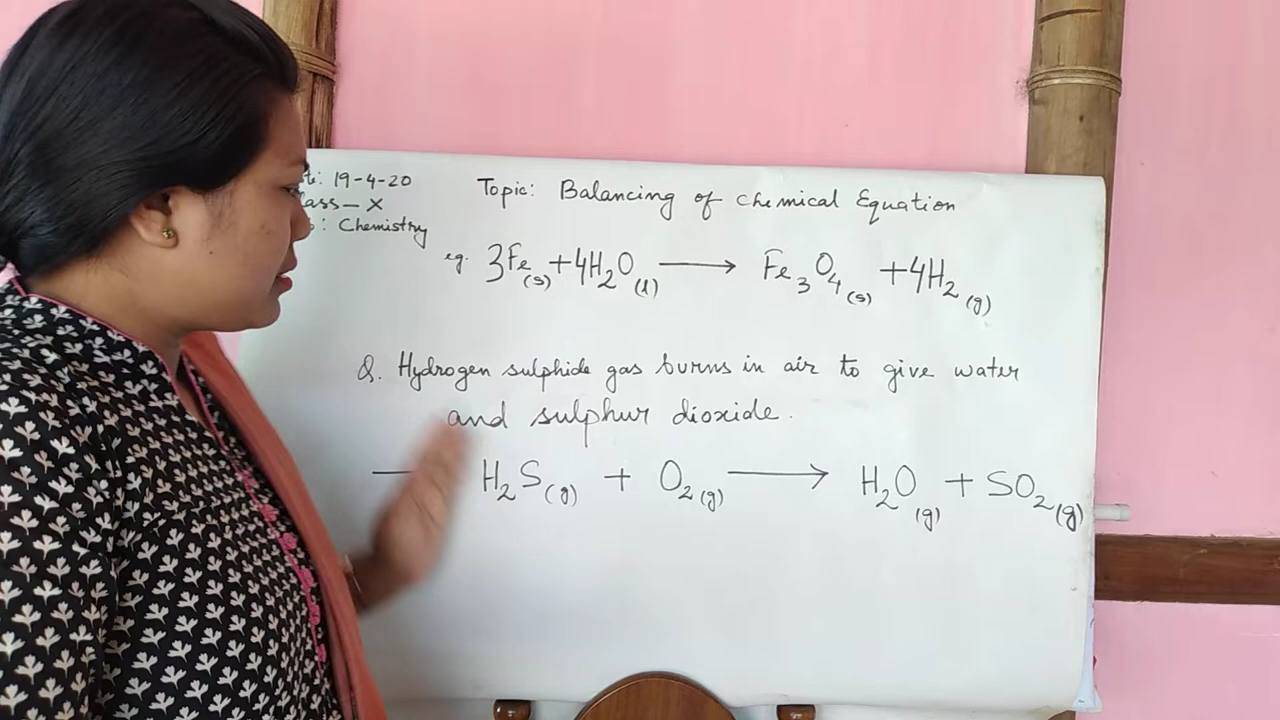 19-4-20
X
Chemistry
Topic: Balancing of Chemical Equation
eg. 3Fe(s) + 4H2O(l) ⟶ Fe3O4(s) + 4H2(g)
Q. Hydrogen sulphide gas burns in air to give water
and sulphur dioxide.
— H2S(g) + O2(g) ⟶ H2O(g) + SO2(g)